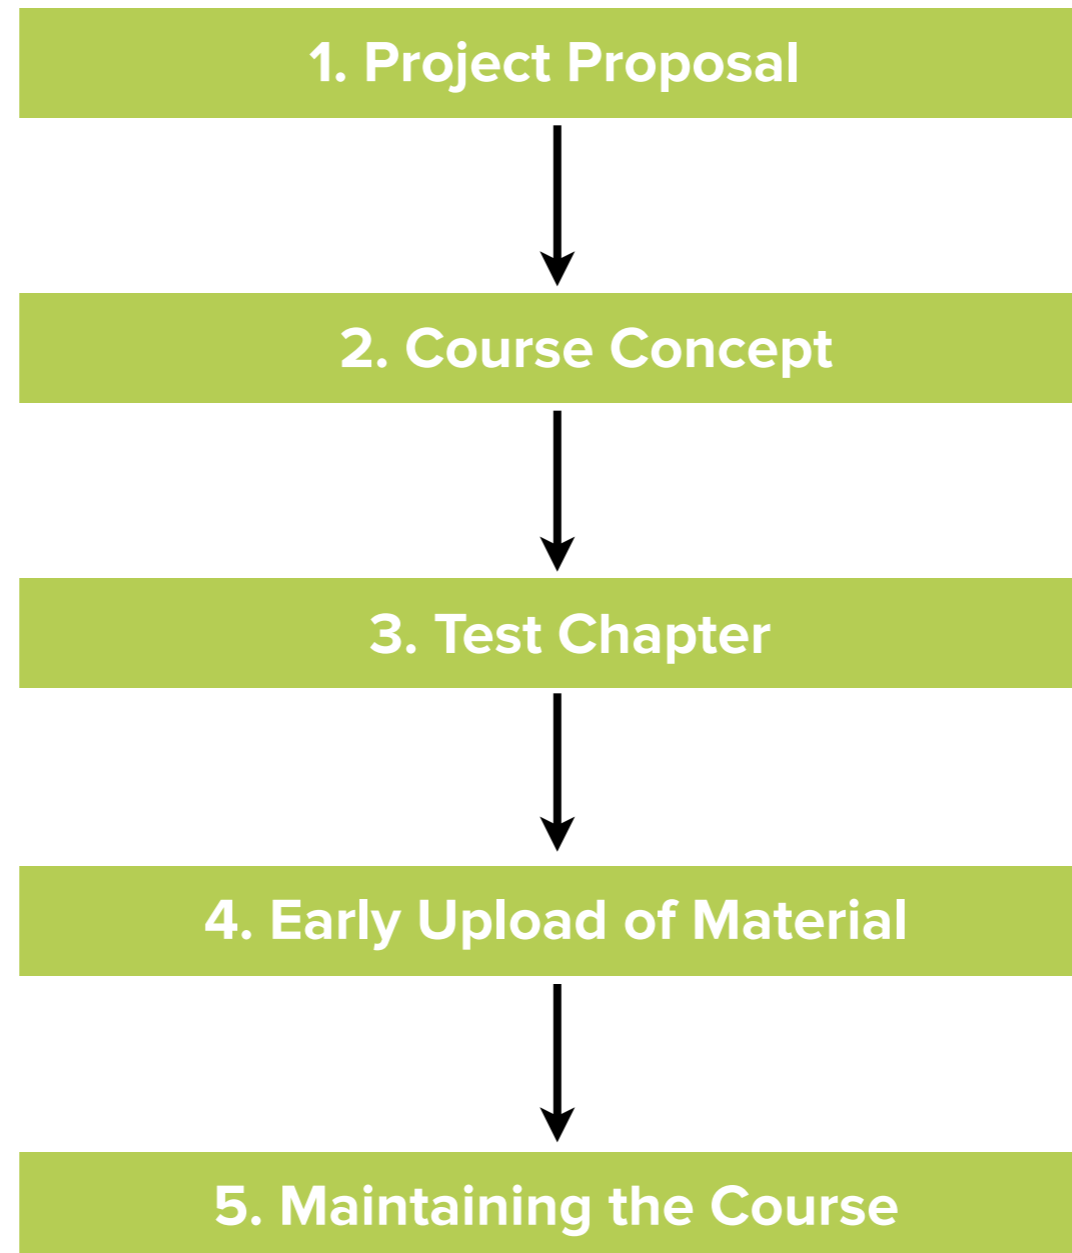 1. Project Proposal
2. Course Concept
3. Test Chapter
4. Early Upload of Material
5. Maintaining the Course